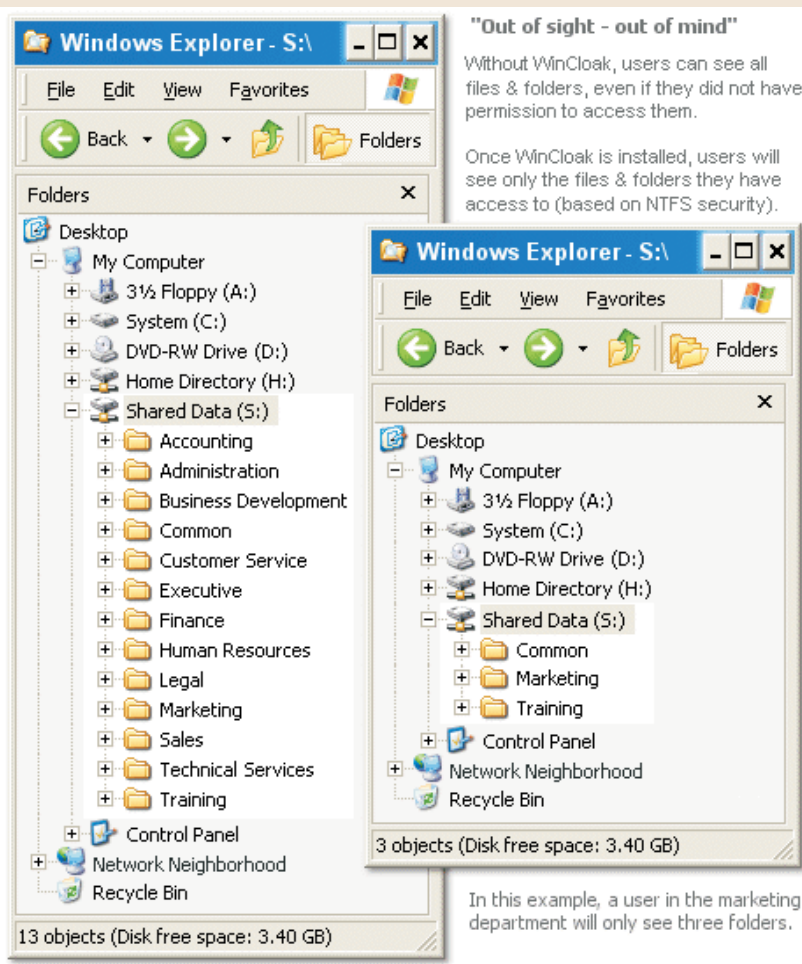 Windows Explorer - S:\
File Edit View Favorites
Back Folders
Folders
Desktop
My Computer
3½ Floppy (A:)
System (C:)
DVD-RW Drive (D:)
Home Directory (H:)
Shared Data (S:)
Accounting
Administration
Business Development
Common
Customer Service
Executive
Finance
Human Resources
Legal
Marketing
Sales
Technical Services
Training
Control Panel
Network Neighborhood
Recycle Bin
13 objects (Disk free space: 3.40 GB)
"Out of sight - out of mind"
Without WinCloak, users can see all
files & folders, even if they did not have
permission to access them.
Once WinCloak is installed, users will
see only the files & folders they have
access to (based on NTFS security).
Windows Explorer - S:\
File Edit View Favorites
Back Folders
Folders
Desktop
My Computer
3½ Floppy (A:)
System (C:)
DVD-RW Drive (D:)
Home Directory (H:)
Shared Data (S:)
Common
Marketing
Training
Control Panel
Network Neighborhood
Recycle Bin
3 objects (Disk free space: 3.40 GB)
In this example, a user in the marketing
department will only see three folders.